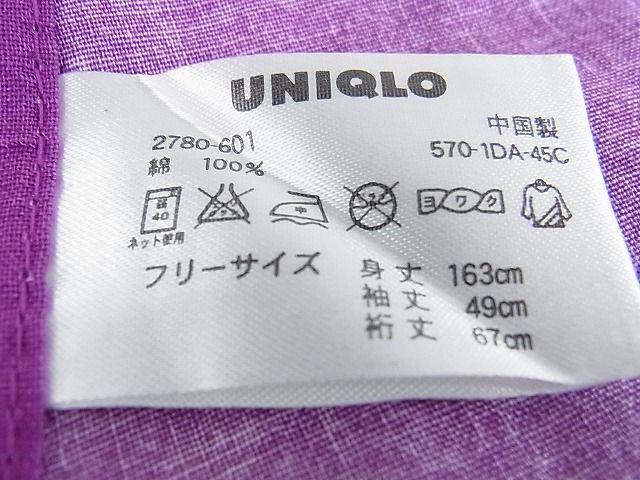 UNIQLO
中国製
2780-601
570-1DA-45C
綿 100%
40
中
ヨワク
ネット使用
フリーサイズ
身丈 163cm
袖丈 49cm
裄丈 67cm